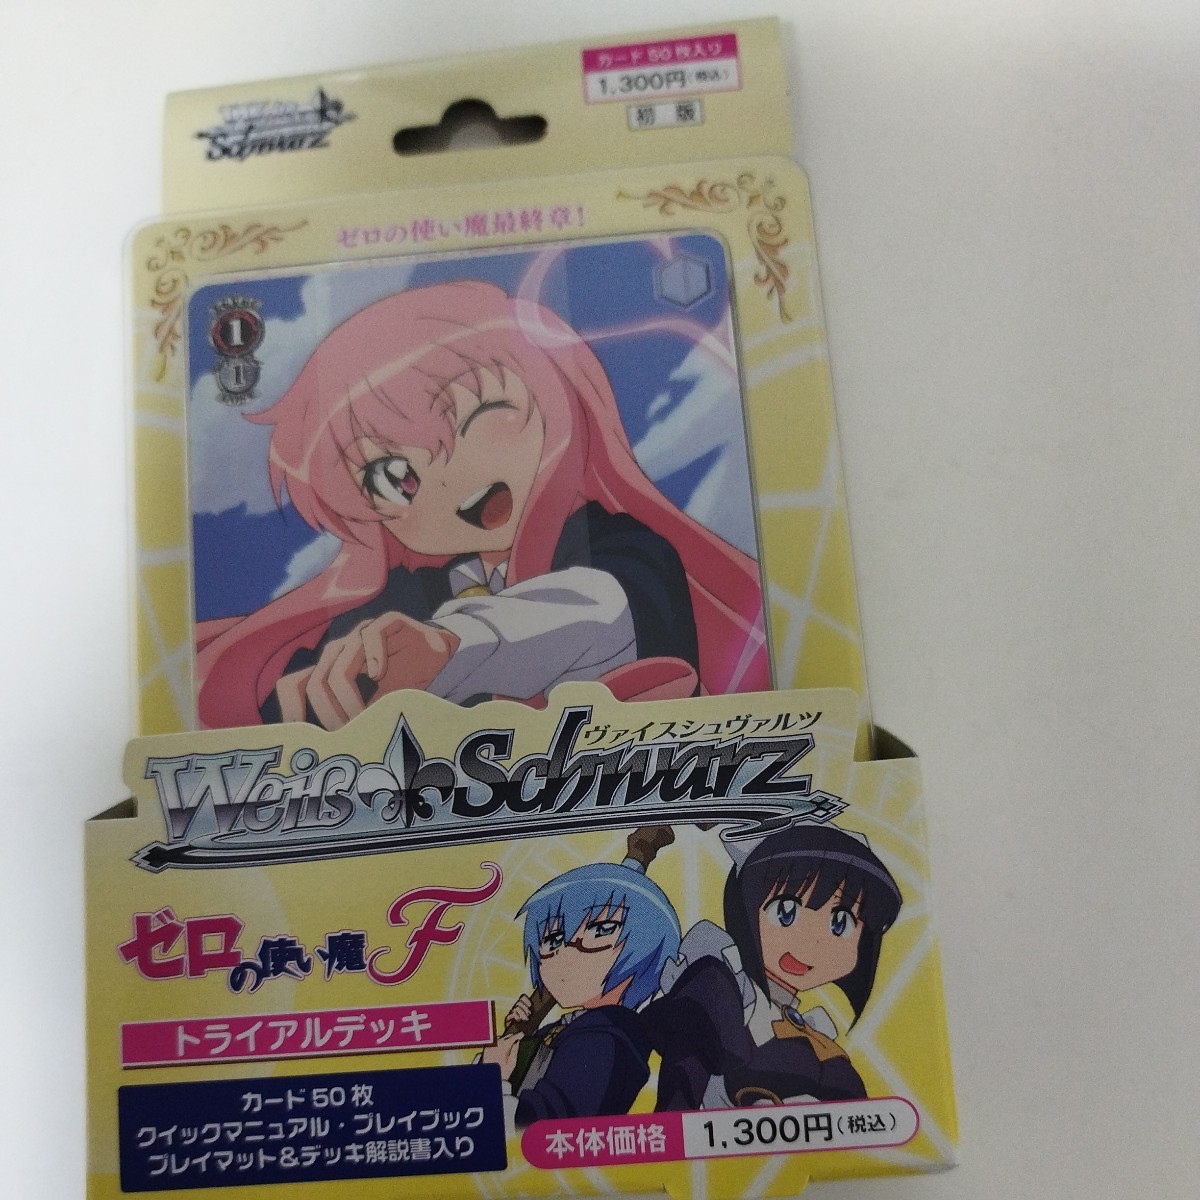 カード50枚入り
1,300円(税込)
初版
Weiß Schwarz
ゼロの使い魔最終章!
1
1
ヴァイスシュヴァルツ
Weiß Schwarz
ゼロの使い魔F
トライアルデッキ
カード50枚
クイックマニュアル・プレイブック
プレイマット&デッキ解説書入り
本体価格 1,300円(税込)